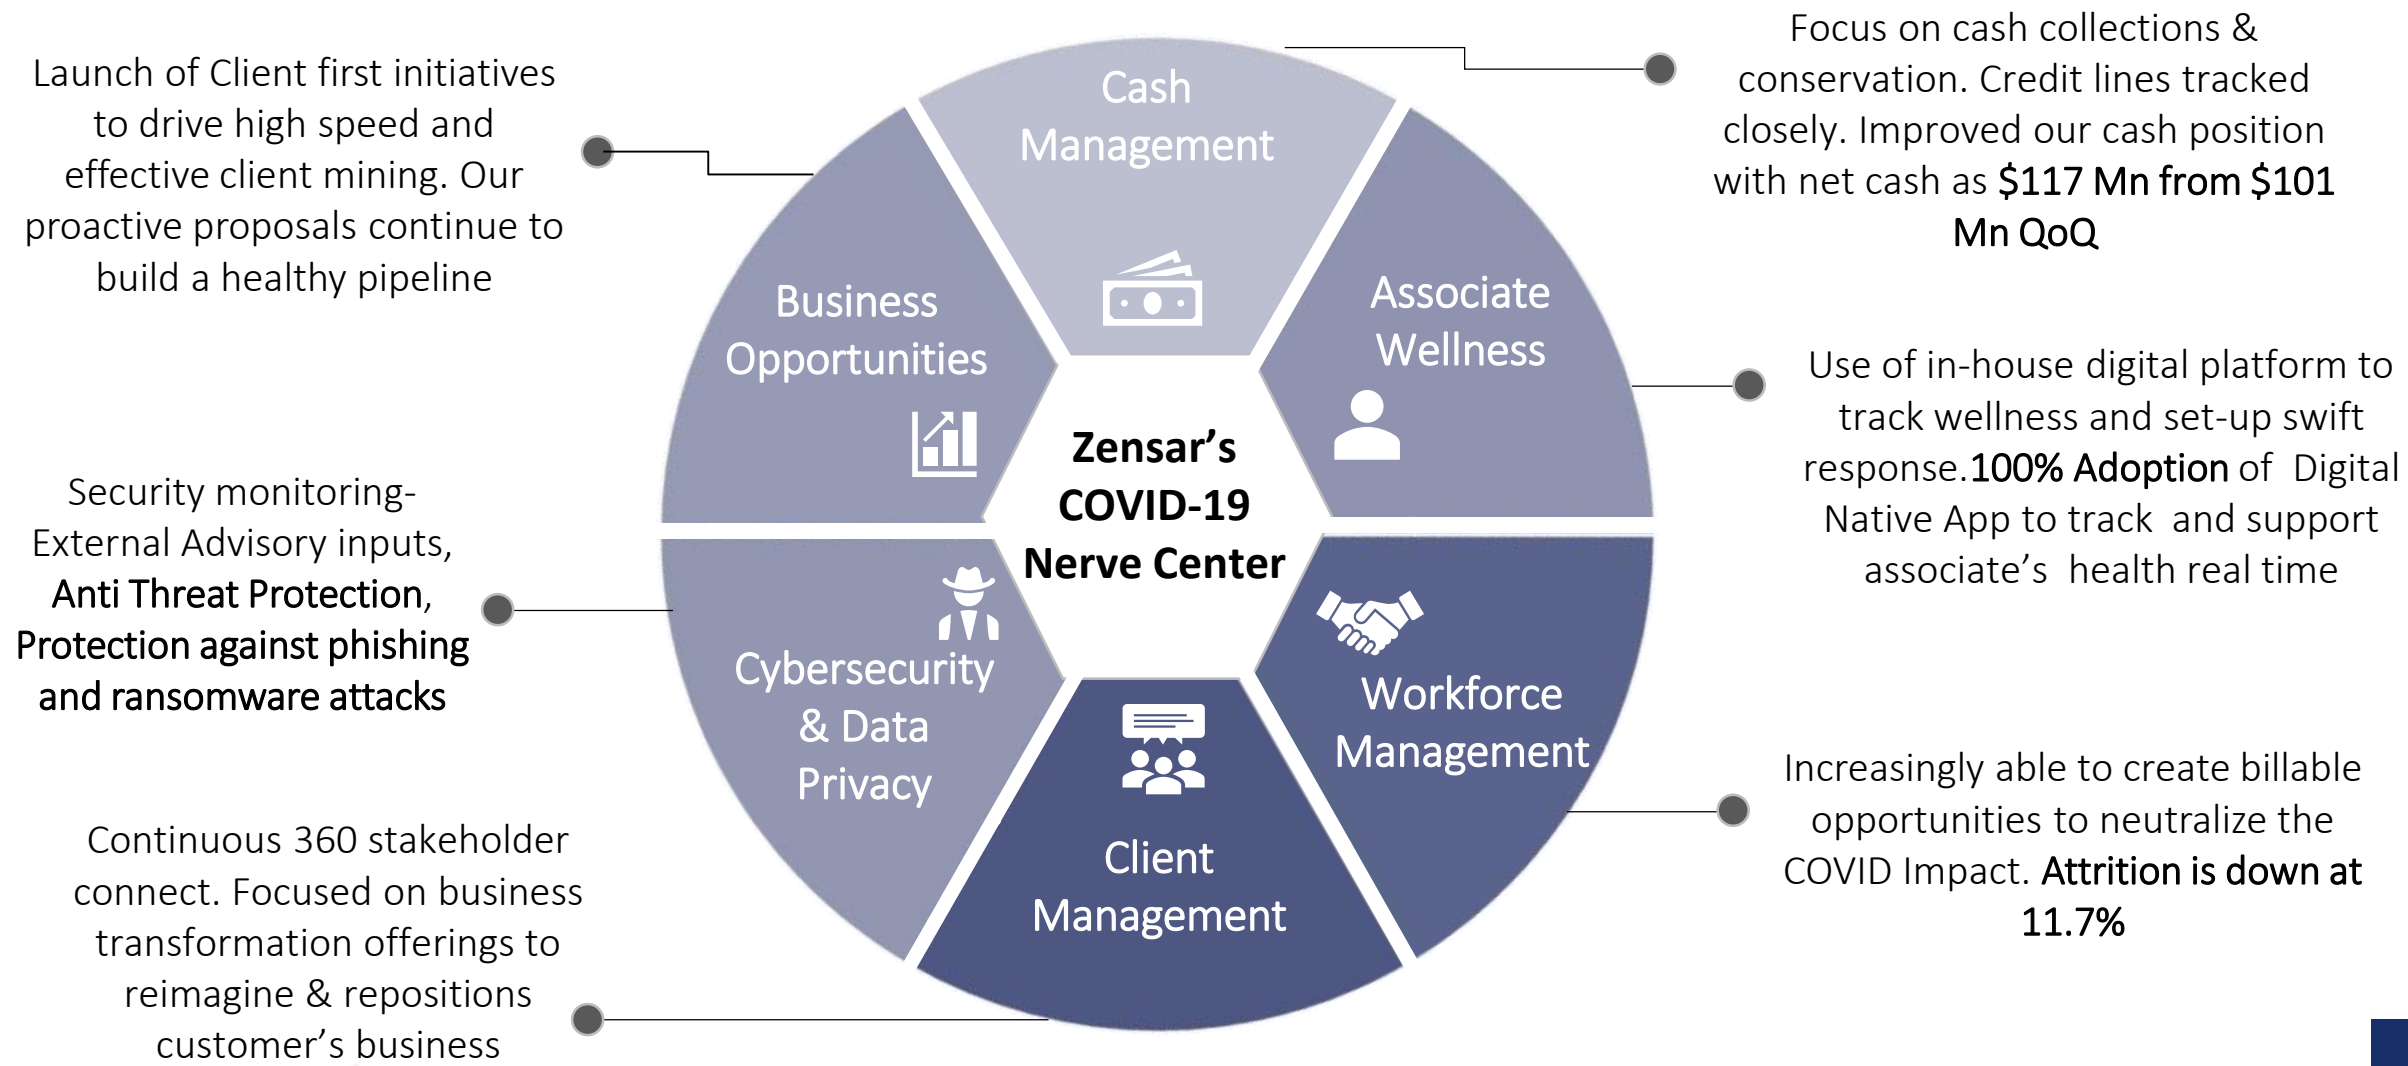 Launch of Client first initiatives
to drive high speed and
effective client mining. Our
proactive proposals continue to
build a healthy pipeline
Security monitoring-
External Advisory inputs,
Anti Threat Protection,
Protection against phishing
and ransomware attacks
Continuous 360 stakeholder
connect. Focused on business
transformation offerings to
reimagine & repositions
customer’s business
Cash
Management
Business
Opportunities
Associate
Wellness
Zensar’s
COVID-19
Nerve Center
Cybersecurity
& Data
Privacy
Workforce
Management
Client
Management
Focus on cash collections &
conservation. Credit lines tracked
closely. Improved our cash position
with net cash as $117 Mn from $101
Mn QoQ
Use of in-house digital platform to
track wellness and set-up swift
response.100% Adoption of  Digital
Native App to track  and support
associate’s  health real time
Increasingly able to create billable
opportunities to neutralize the
COVID Impact. Attrition is down at
11.7%